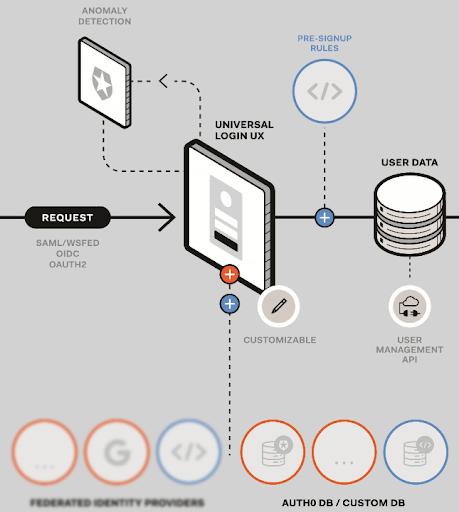 ANOMALY
DETECTION
PRE-SIGNUP
RULES
</>
UNIVERSAL
LOGIN UX
USER DATA
REQUEST
SAML/WSFED
OIDC
OAUTH2
CUSTOMIZABLE
USER
MANAGEMENT
API
... G </>
... </>
FEDERATED IDENTITY PROVIDERS
AUTH0 DB / CUSTOM DB